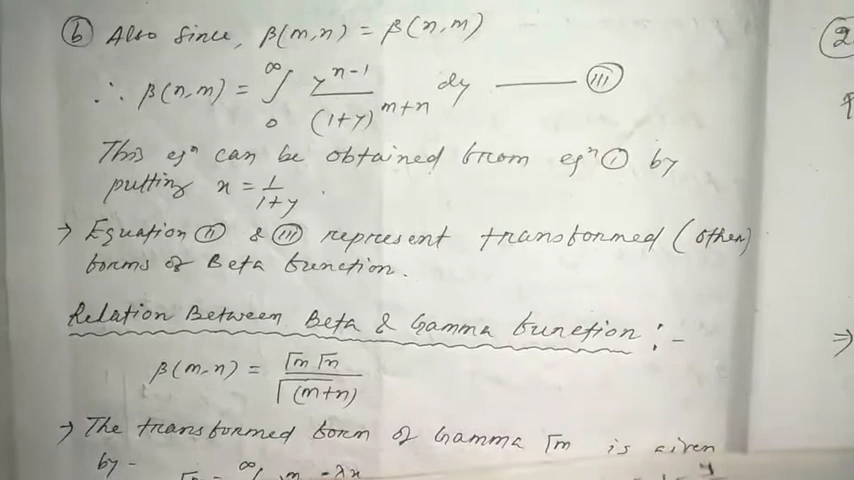 ⓑ Also Since, β(m,n) = β(n,m)
∴ β(n,m) = ∫₀^∞ y^(n-1) / (1+y)^(m+n) dy —— (III)
This eqⁿ can be obtained from eqⁿ (I) by
putting x = 1/(1+y).
→ Equation (II) & (III) represent transformed (other)
forms of Beta function.
Relation Between Beta & Gamma function :-
β(m,n) = Γm Γn / Γ(m+n)
→ The transformed form of Gamma Γm is given
by -